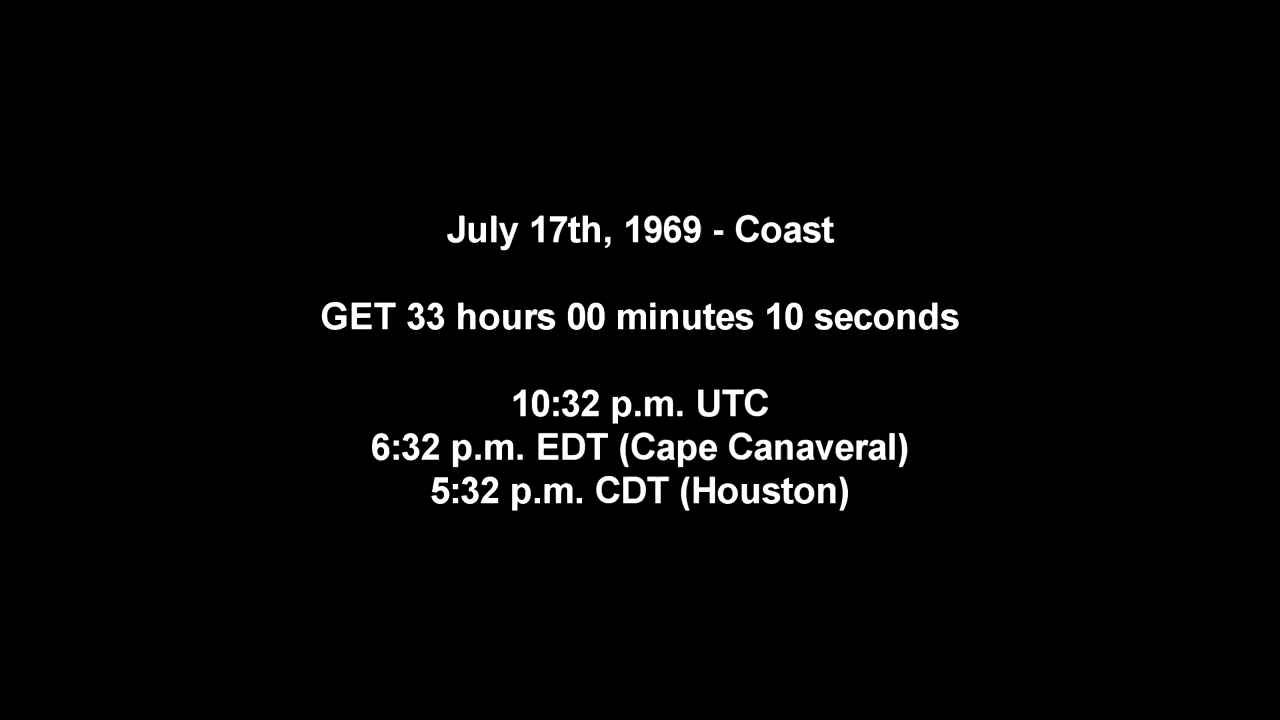 July 17th, 1969 - Coast
GET 33 hours 00 minutes 10 seconds
10:32 p.m. UTC
6:32 p.m. EDT (Cape Canaveral)
5:32 p.m. CDT (Houston)